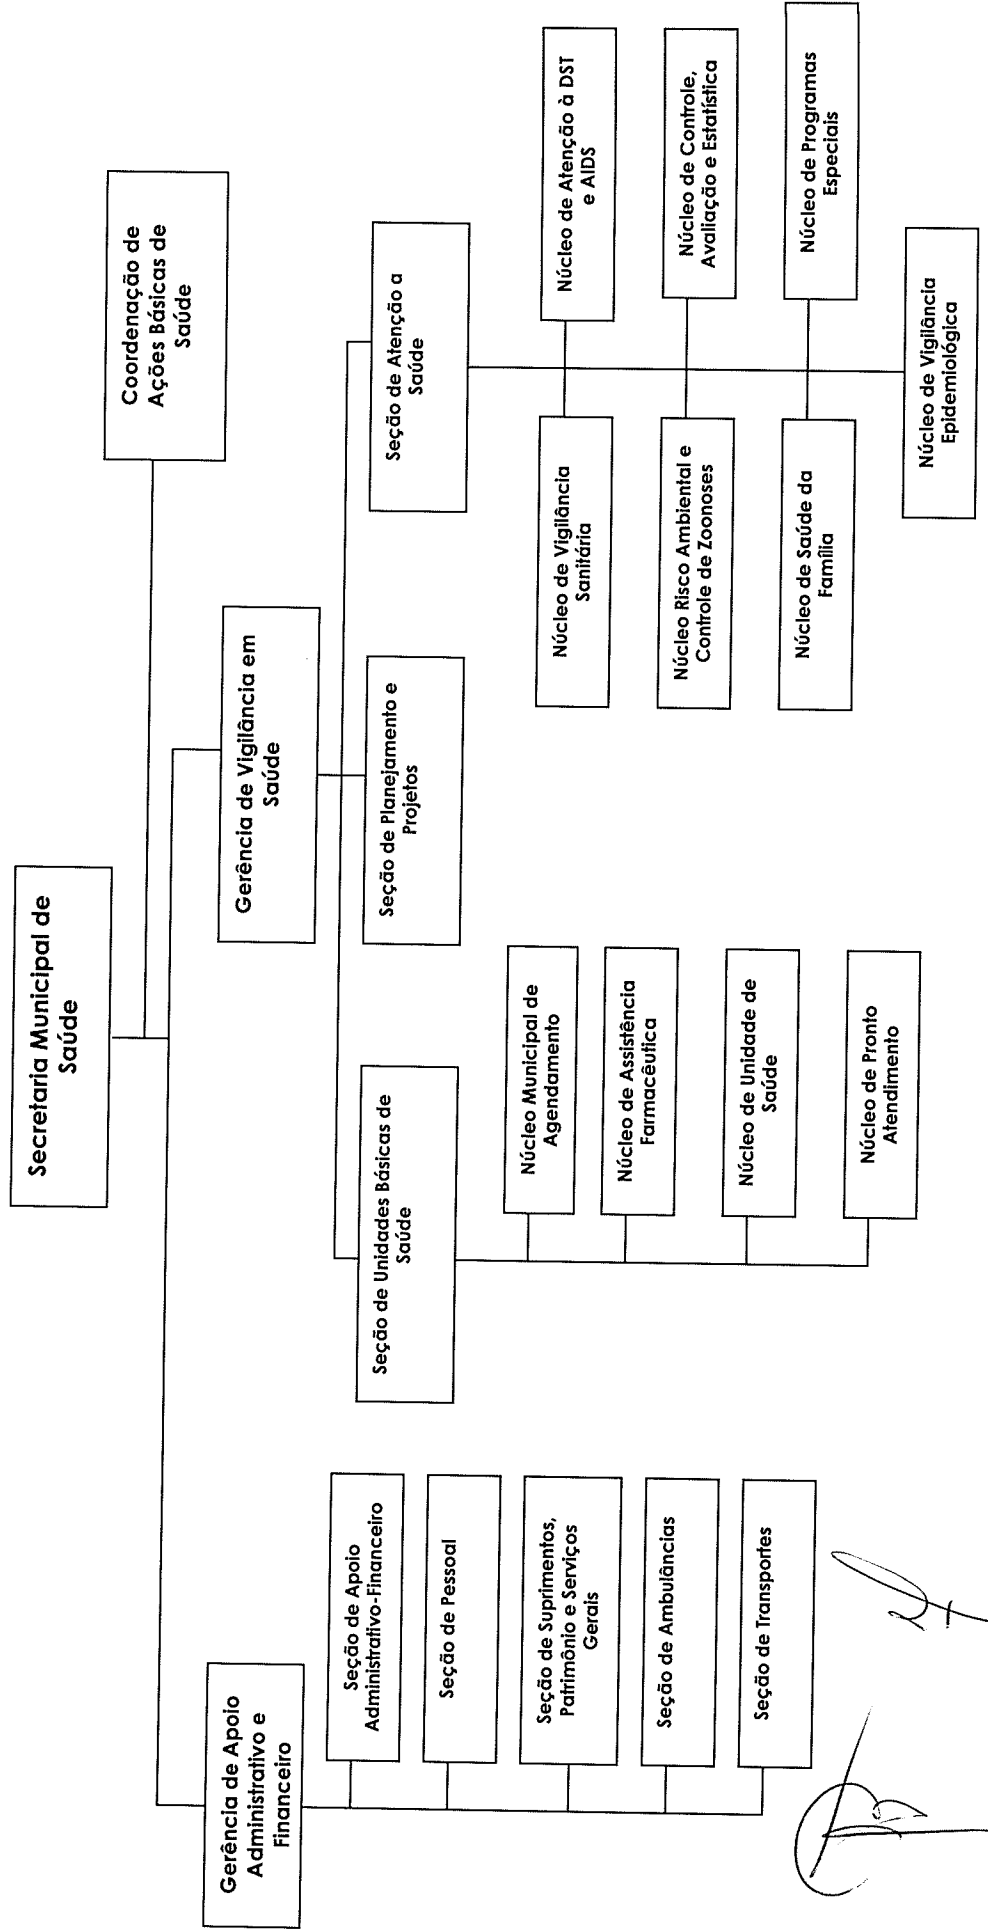 Secretaria Municipal de
Saúde
Coordenação de
Ações Básicas de
Saúde
Gerência de Apoio
Administrativo e
Financeiro
Seção de Apoio
Administrativo-Financeiro
Seção de Pessoal
Seção de Suprimentos,
Patrimônio e Serviços
Gerais
Seção de Ambulâncias
Seção de Transportes
Gerência de Vigilância em
Saúde
Seção de Unidades Básicas de
Saúde
Núcleo Municipal de
Agendamento
Núcleo de Assistência
Farmacêutica
Núcleo de Unidade de
Saúde
Núcleo de Pronto
Atendimento
Seção de Planejamento e
Projetos
Seção de Atenção a
Saúde
Núcleo de Vigilância
Sanitária
Núcleo de Atenção à DST
e AIDS
Núcleo Risco Ambiental e
Controle de Zoonoses
Núcleo de Controle,
Avaliação e Estatística
Núcleo de Saúde da
Família
Núcleo de Programas
Especiais
Núcleo de Vigilância
Epidemiológica